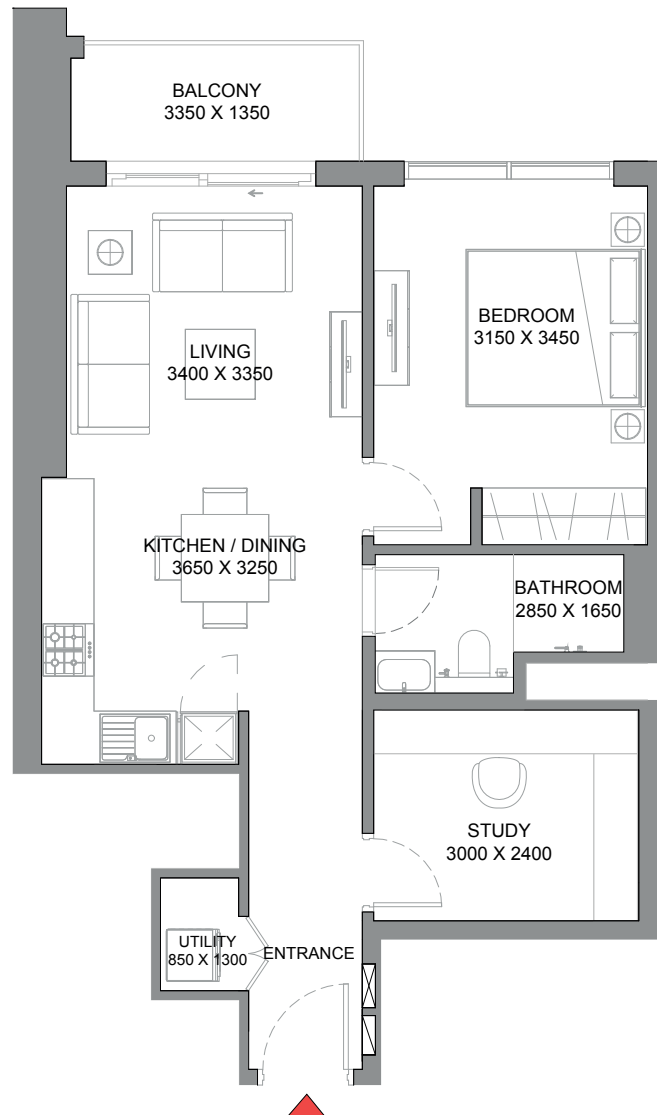 BALCONY
3350 X 1350
BEDROOM
3150 X 3450
LIVING
3400 X 3350
KITCHEN / DINING
3650 X 3250
BATHROOM
2850 X 1650
STUDY
3000 X 2400
UTILITY
850 X 1300
ENTRANCE